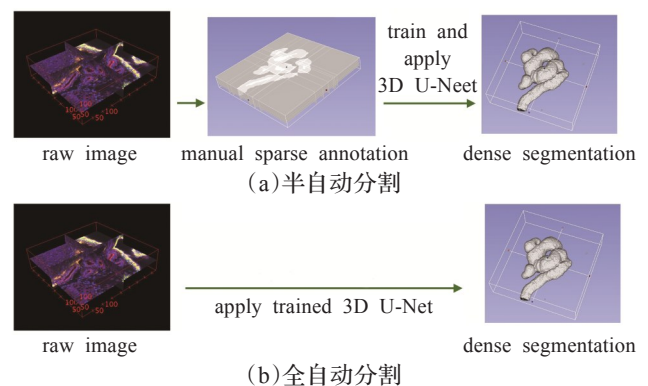 train and
apply
3D U-Neet
raw image
manual sparse annotation
dense segmentation
(a)半自动分割
apply trained 3D U-Net
raw image
dense segmentation
(b)全自动分割